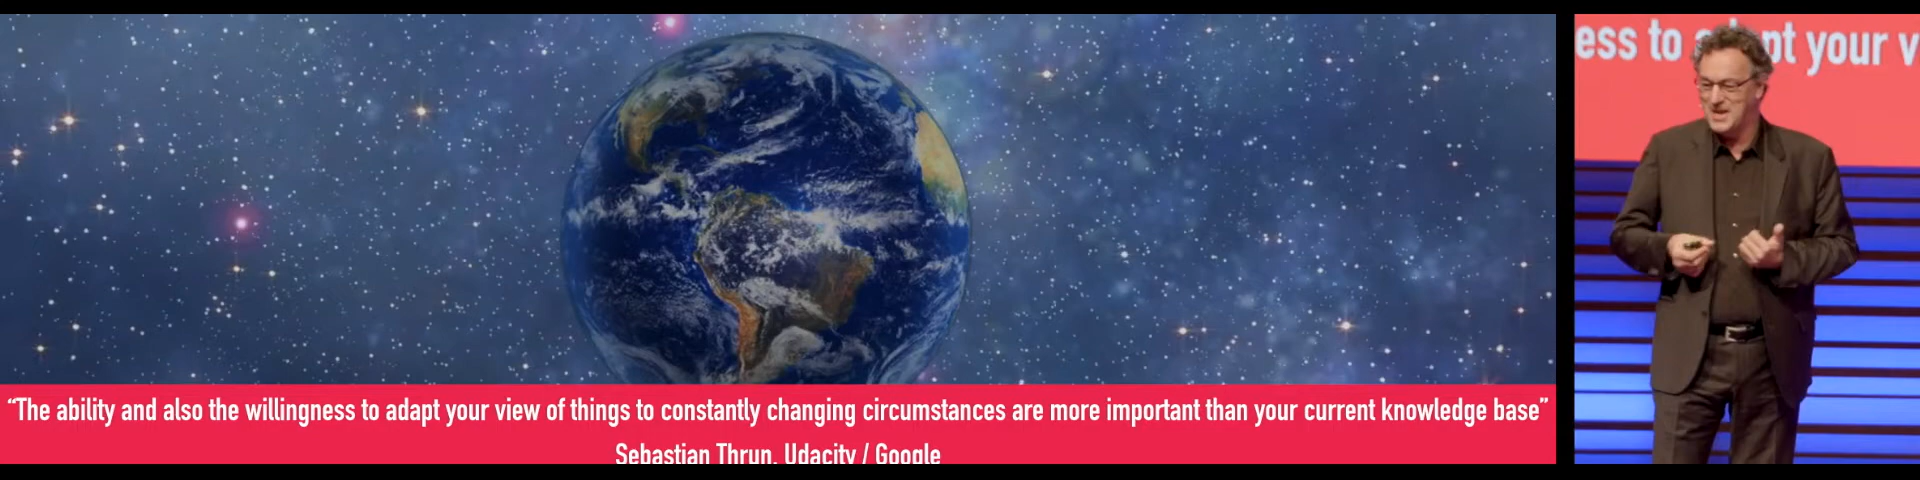 “The ability and also the willingness to adapt your view of things to constantly changing circumstances are more important than your current knowledge base”
Sebastian Thrun, Udacity / Google
ess to adapt your v